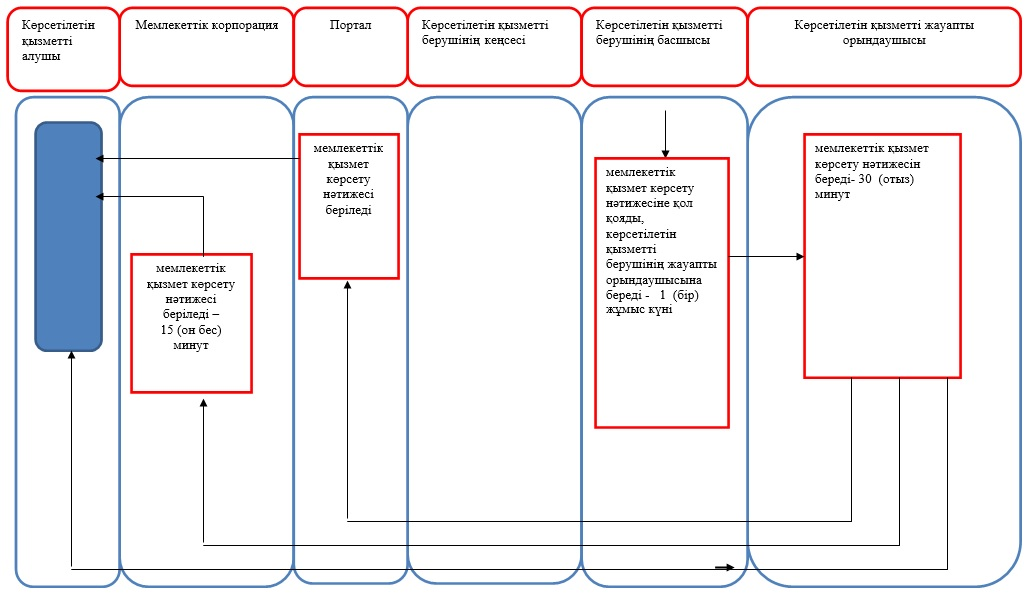 Көрсетілетін
қызметті
алушы
Мемлекеттік корпорация
Портал
Көрсетілетін қызметті
берушінің кеңсесі
Көрсетілетін қызметті
берушінің басшысы
Көрсетілетін қызметті жауапты
орындаушысы
мемлекеттік
қызмет
көрсету
нәтижесі
беріледі
мемлекеттік
қызмет көрсету
нәтижесі
беріледі –
15 (он бес)
минут
мемлекеттік
қызмет көрсету
нәтижесіне қол
қояды,
көрсетілетін
қызметті
берушінің жауапты
орындаушысына
береді - 1 (бір)
жұмыс күні
мемлекеттік қызмет
көрсету нәтижесін
береді- 30 (отыз)
минут